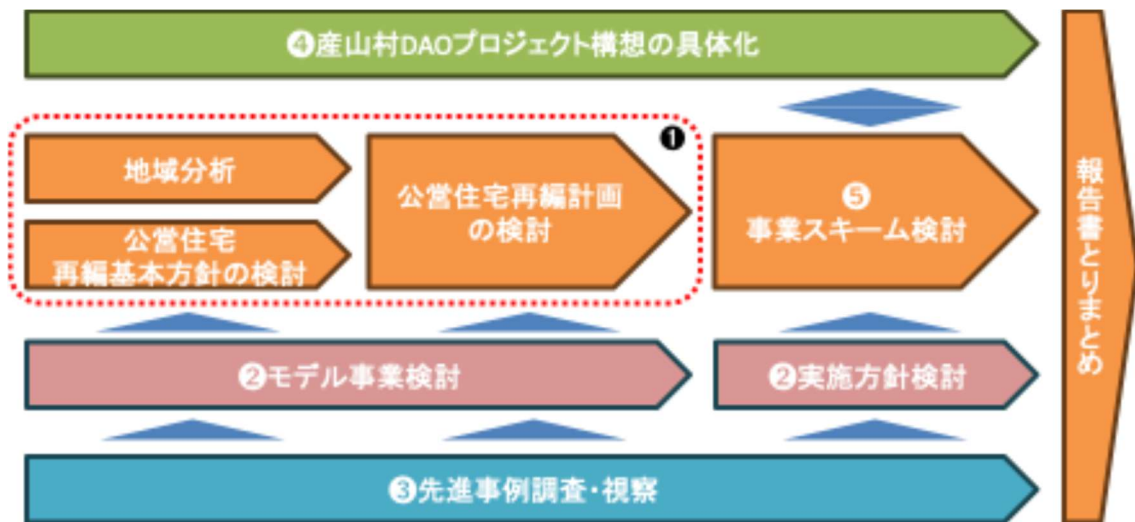 ❹産山村DAOプロジェクト構想の具体化
❶
地域分析
公営住宅
再編基本方針の検討
公営住宅再編計画
の検討
❺
事業スキーム検討
❷モデル事業検討
❷実施方針検討
❸先進事例調査・視察
報告書とりまとめ